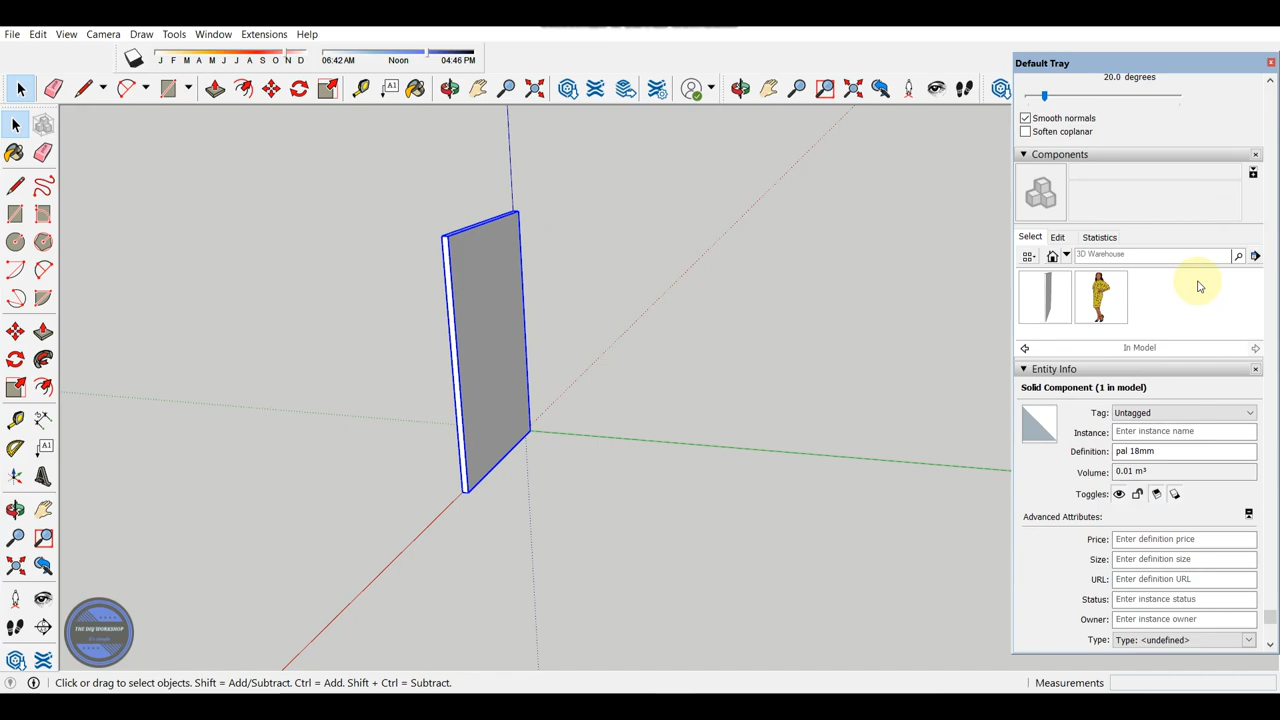 File Edit View Camera Draw Tools Window Extensions Help
J F M A M J J A S O N D 06:42 AM Noon 04:46 PM
Default Tray
20.0 degrees
Smooth normals
Soften coplanar
Components
Select Edit Statistics
3D Warehouse
In Model
Entity Info
Solid Component (1 in model)
Tag: Untagged
Instance: Enter instance name
Definition: pal 18mm
Volume: 0.01 m³
Toggles:
Advanced Attributes:
Price: Enter definition price
Size: Enter definition size
URL: Enter definition URL
Status: Enter instance status
Owner: Enter instance owner
Type: Type: <undefined>
THE DIY WORKSHOP
Click or drag to select objects. Shift = Add/Subtract. Ctrl = Add. Shift + Ctrl = Subtract.
Measurements